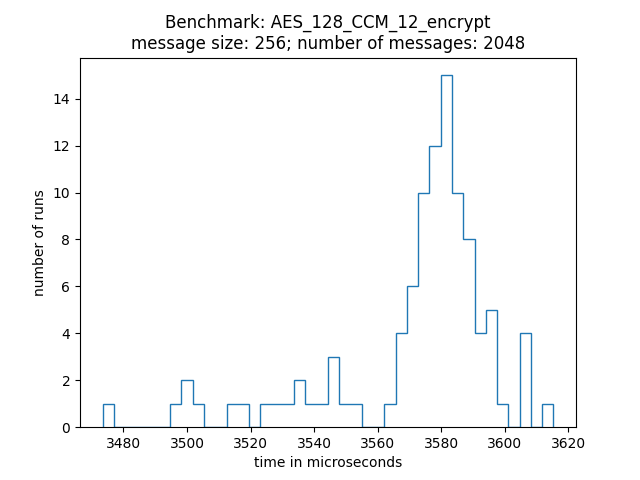 Benchmark: AES_128_CCM_12_encrypt
message size: 256; number of messages: 2048
14
12
10
8
6
4
2
0
number of runs
3480 3500 3520 3540 3560 3580 3600 3620
time in microseconds